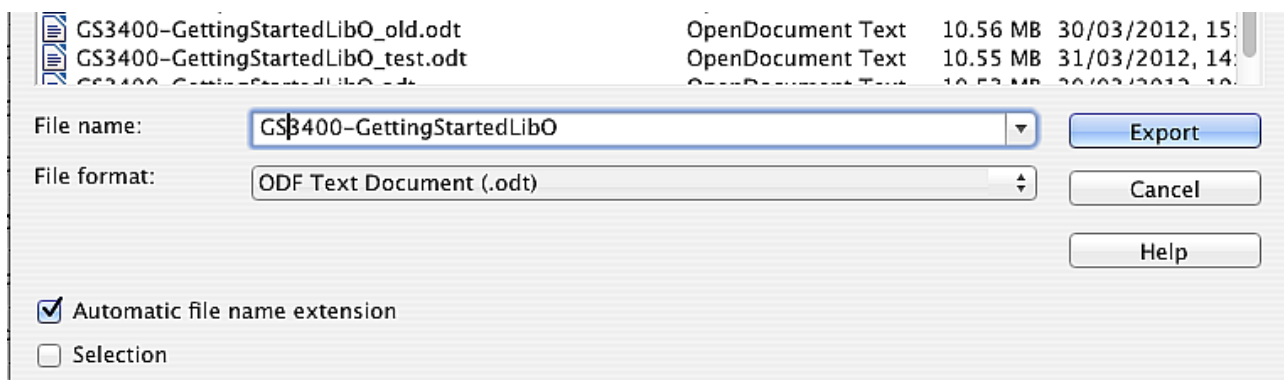 GS3400-GettingStartedLibO_old.odt OpenDocument Text 10.56 MB 30/03/2012, 15:
GS3400-GettingStartedLibO_test.odt OpenDocument Text 10.55 MB 31/03/2012, 14:
File name: GS3400-GettingStartedLibO Export
File format: ODF Text Document (.odt) Cancel
Help
Automatic file name extension
Selection